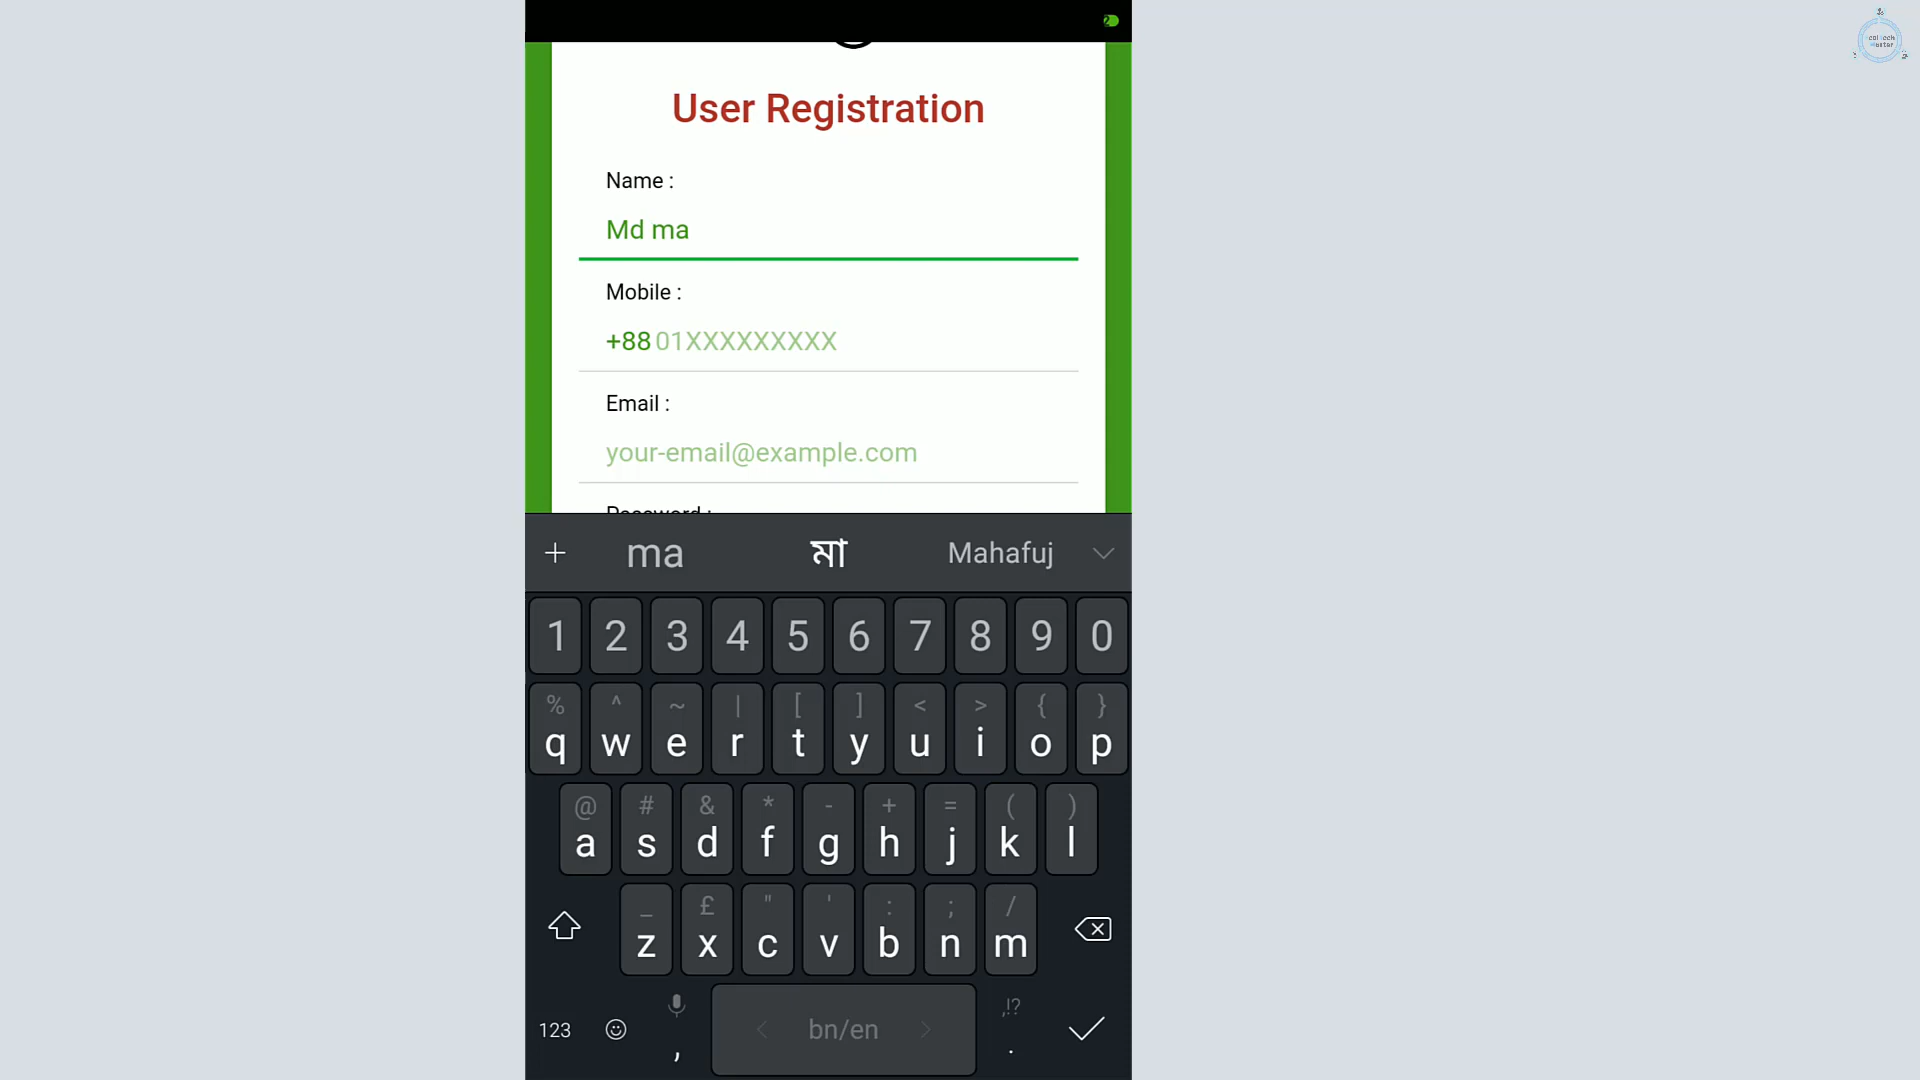 User Registration
Name :
Md ma
Mobile :
+88 01XXXXXXXXX
Email :
your-email@example.com
ma মা Mahafuj
1 2 3 4 5 6 7 8 9 0
% ^ ~ | [ ] < > { }
q w e r t y u i o p
@ # & * - + = ( )
a s d f g h j k l
_ £ " ' : ; /
z x c v b n m
,!?
123 , bn/en .